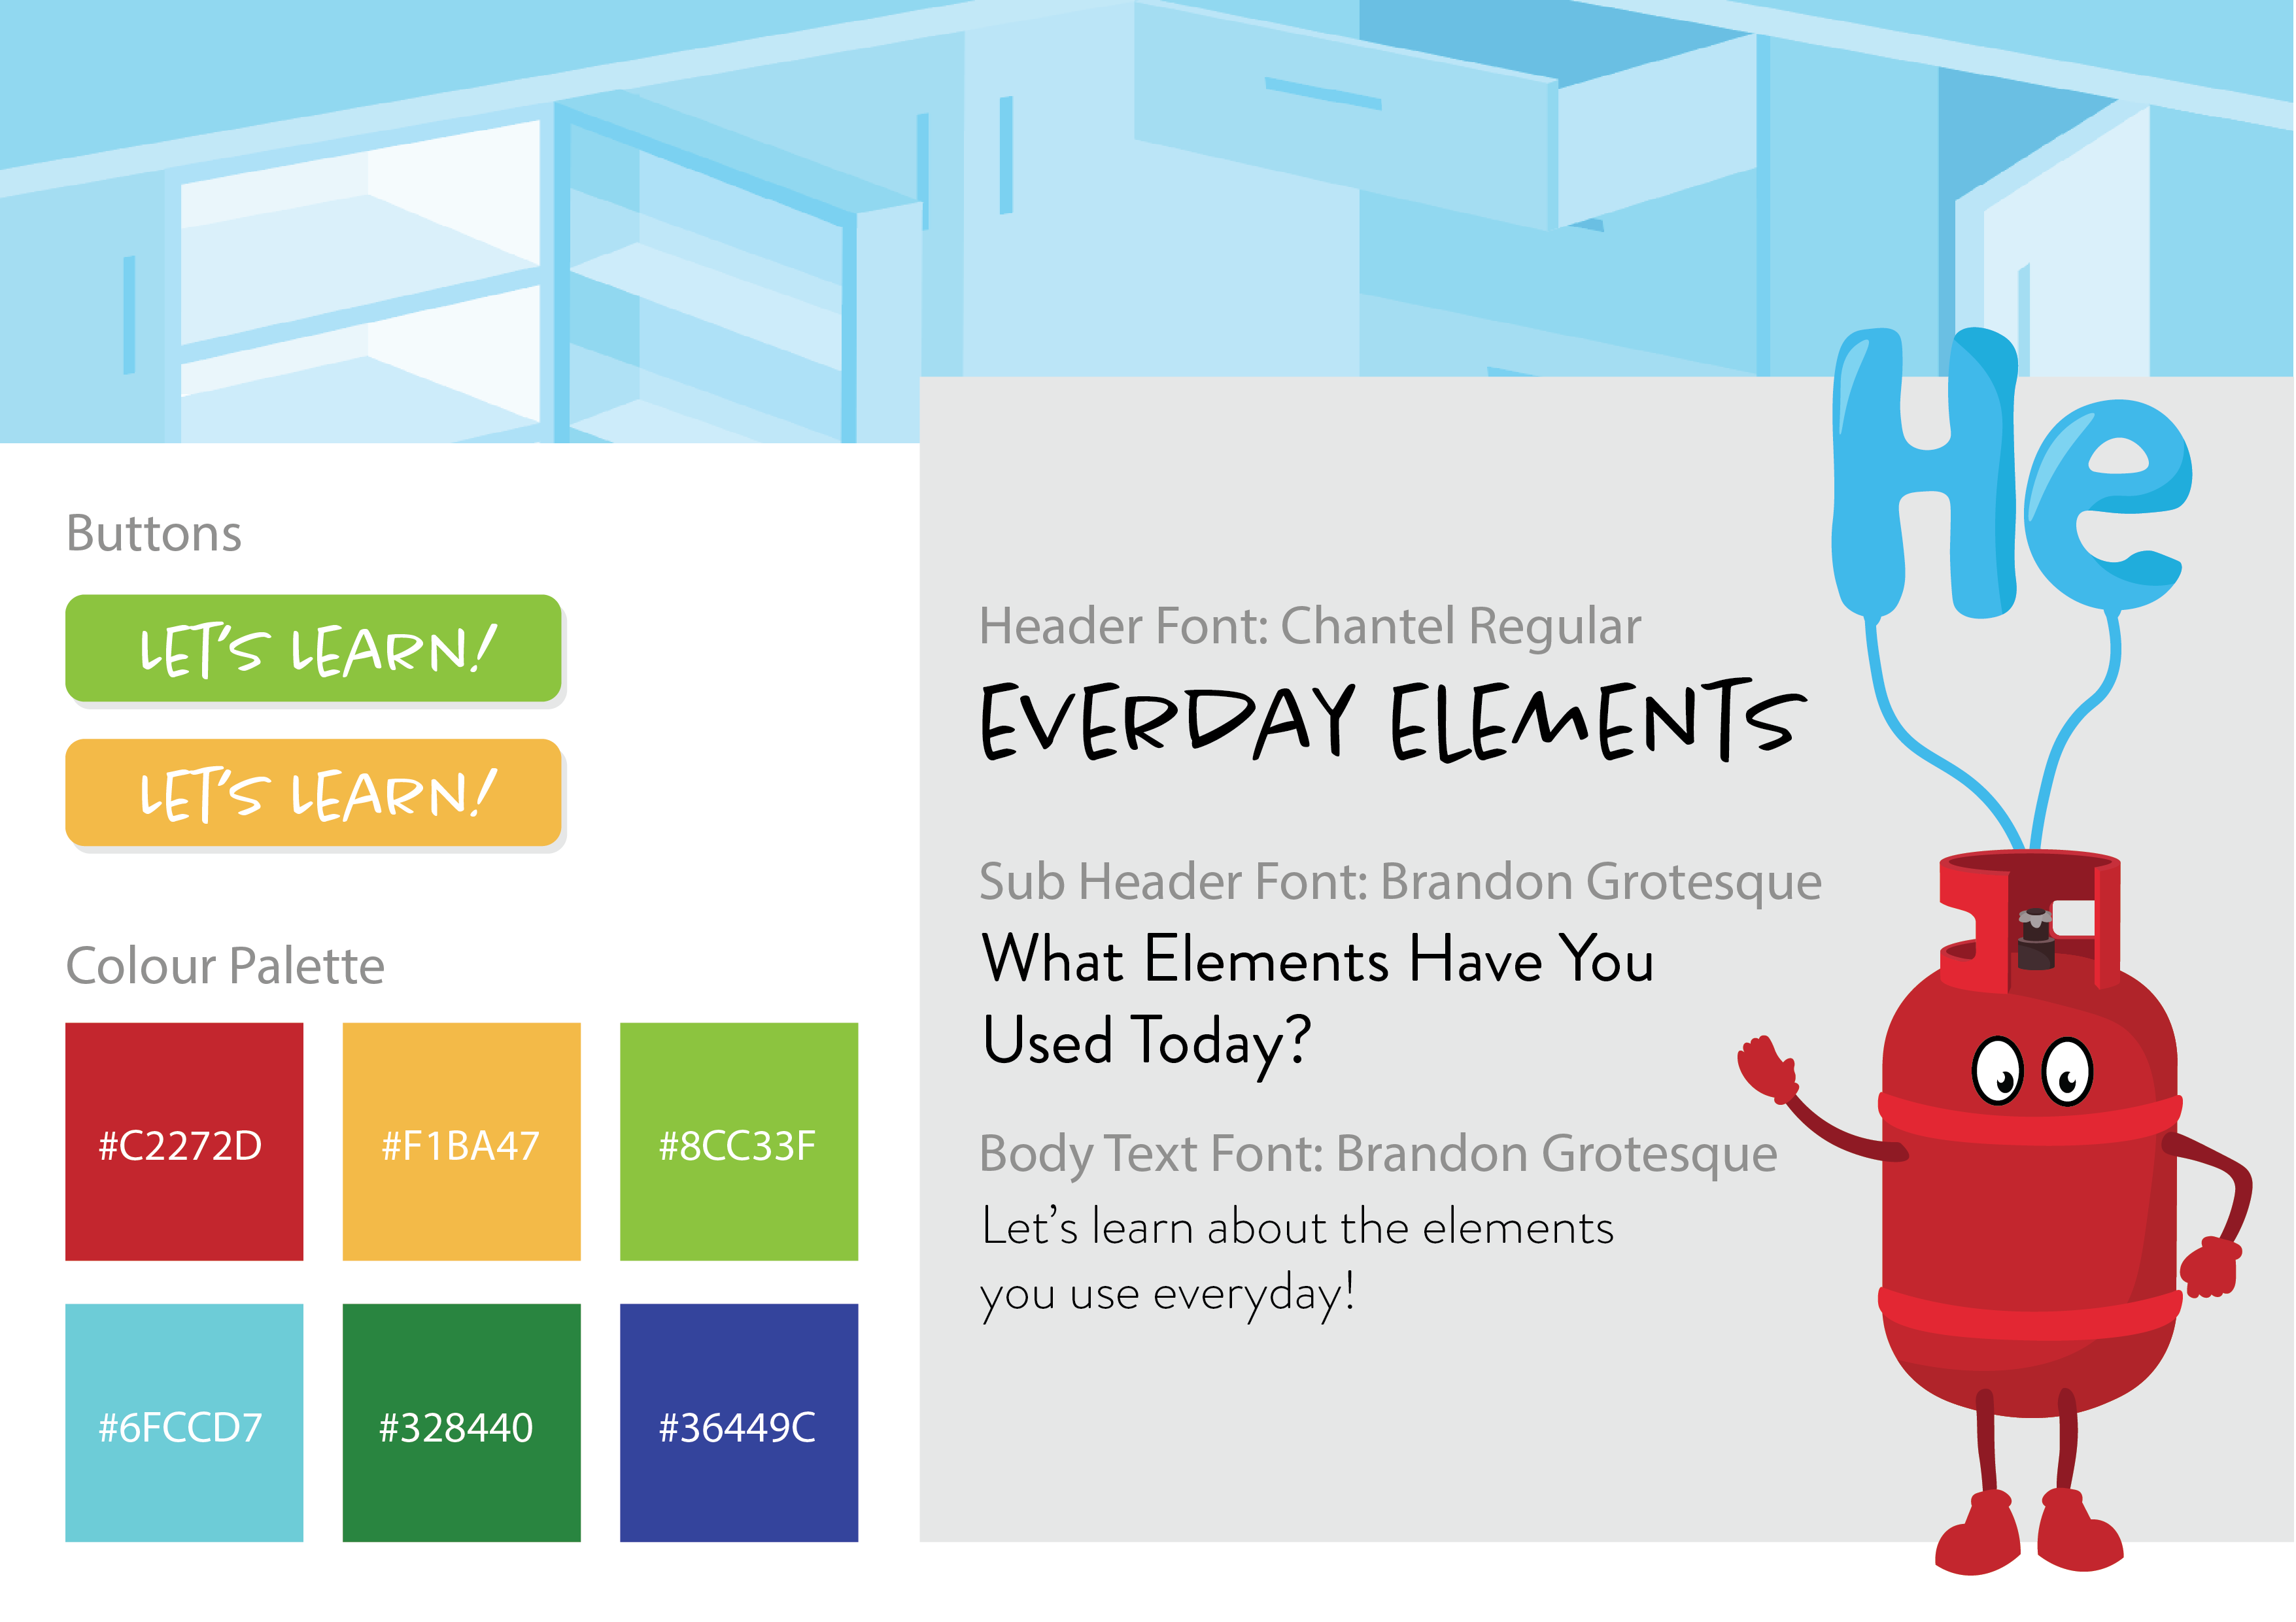 Buttons
LET'S LEARN!
LET'S LEARN!
Colour Palette
#C2272D
#F1BA47
#8CC33F
#6FCCD7
#328440
#36449C
Header Font: Chantel Regular
EVERDAY ELEMENTS
Sub Header Font: Brandon Grotesque
What Elements Have You
Used Today?
Body Text Font: Brandon Grotesque
Let’s learn about the elements
you use everyday!
He